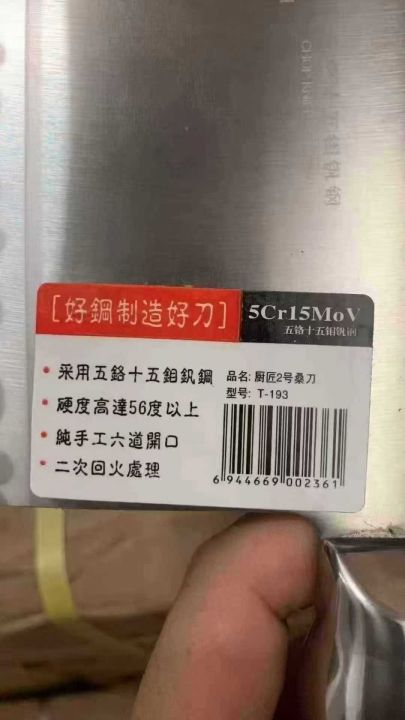 [好鋼制造好刀]
5Cr15MoV
五铬十五钼钒钢
• 采用五鉻十五鉬釩鋼
• 硬度高達56度以上
• 純手工六道開口
• 二次回火處理
品名: 厨匠2号桑刀
型号: T-193
6 944669 002361